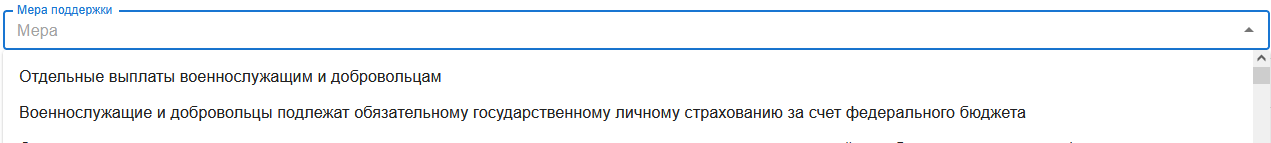 Мера поддержки
Мера
Отдельные выплаты военнослужащим и добровольцам
Военнослужащие и добровольцы подлежат обязательному государственному личному страхованию за счет федерального бюджета